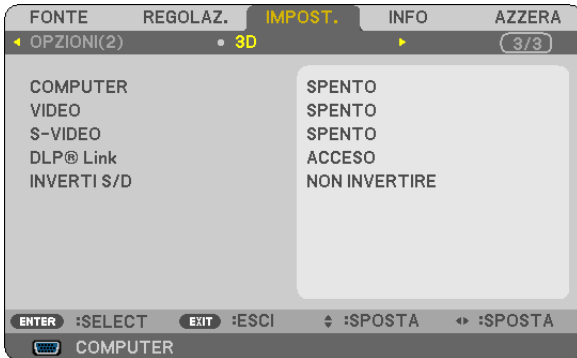 FONTE REGOLAZ. IMPOST. INFO AZZERA
OPZIONI(2) 3D 3/3
COMPUTER SPENTO
VIDEO SPENTO
S-VIDEO SPENTO
DLP® Link ACCESO
INVERTI S/D NON INVERTIRE
ENTER :SELECT EXIT :ESCI :SPOSTA :SPOSTA
COMPUTER